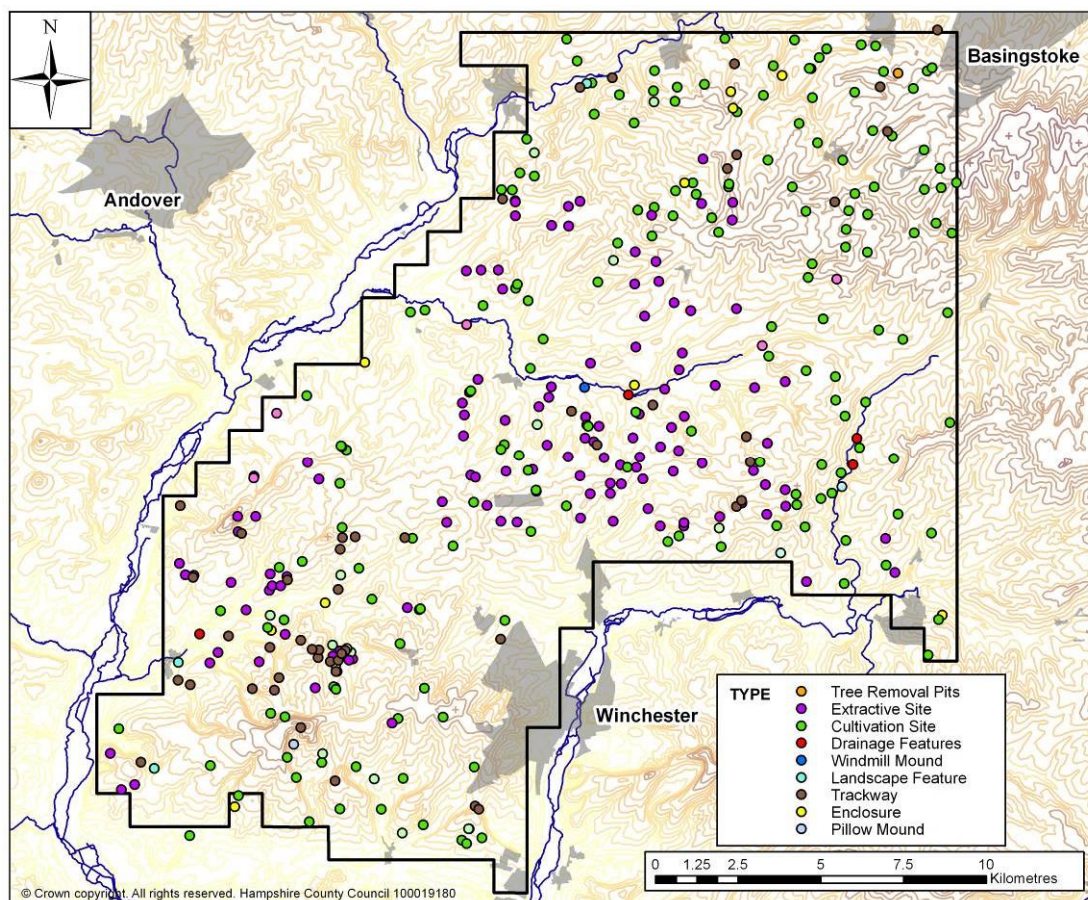 N
Basingstoke
Andover
Winchester
TYPE
Tree Removal Pits
Extractive Site
Cultivation Site
Drainage Features
Windmill Mound
Landscape Feature
Trackway
Enclosure
Pillow Mound
0 1.25 2.5 5 7.5 10
Kilometres
© Crown copyright. All rights reserved. Hampshire County Council 100019180